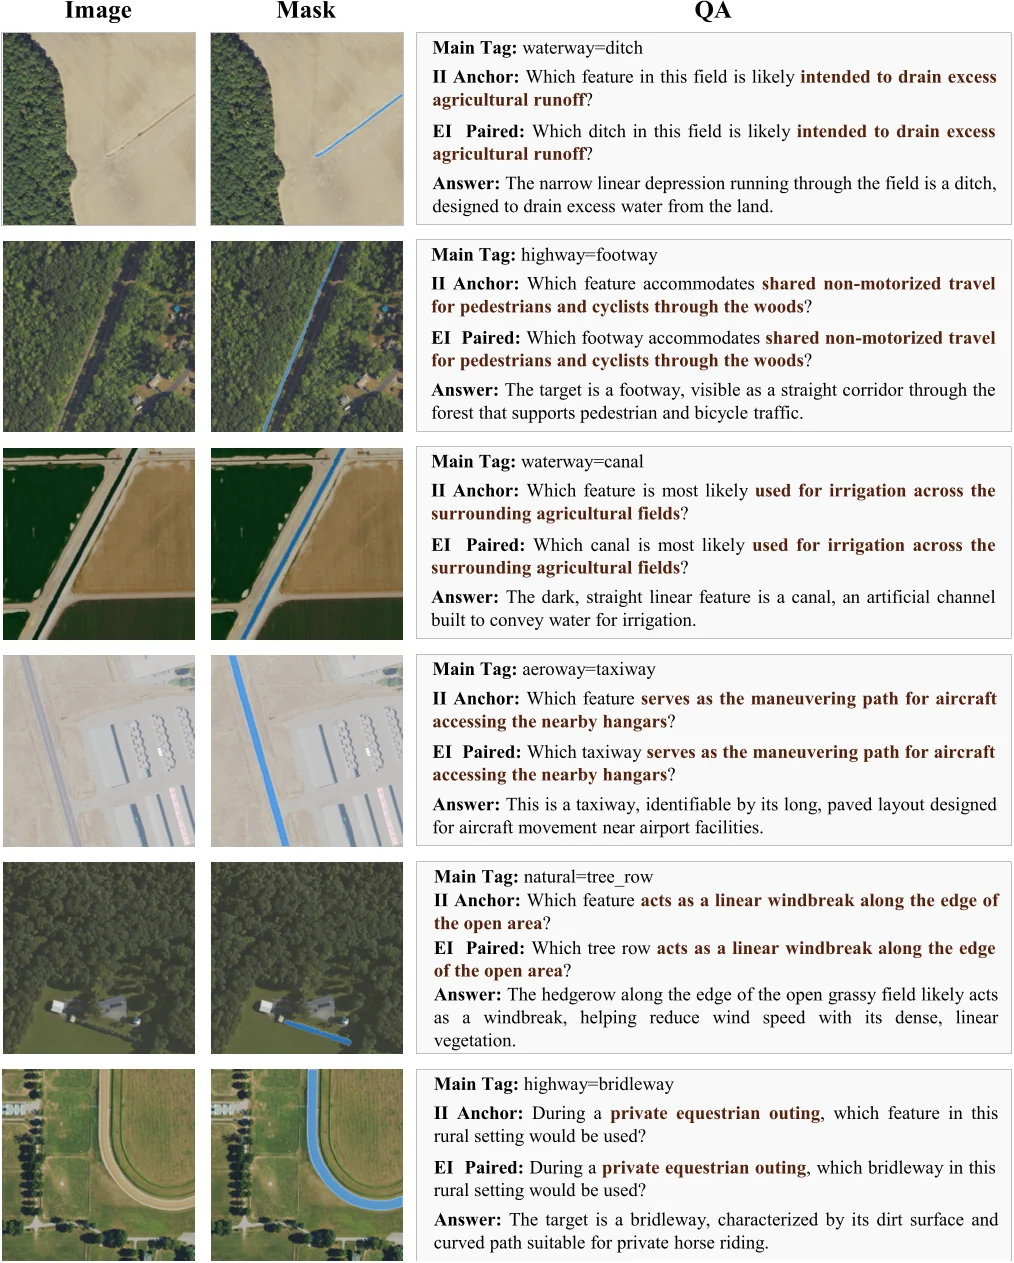 Image Mask QA
Main Tag: waterway=ditch
II Anchor: Which feature in this field is likely intended to drain excess
agricultural runoff?
EI Paired: Which ditch in this field is likely intended to drain excess
agricultural runoff?
Answer: The narrow linear depression running through the field is a ditch,
designed to drain excess water from the land.
Main Tag: highway=footway
II Anchor: Which feature accommodates shared non-motorized travel
for pedestrians and cyclists through the woods?
EI Paired: Which footway accommodates shared non-motorized travel
for pedestrians and cyclists through the woods?
Answer: The target is a footway, visible as a straight corridor through the
forest that supports pedestrian and bicycle traffic.
Main Tag: waterway=canal
II Anchor: Which feature is most likely used for irrigation across the
surrounding agricultural fields?
EI Paired: Which canal is most likely used for irrigation across the
surrounding agricultural fields?
Answer: The dark, straight linear feature is a canal, an artificial channel
built to convey water for irrigation.
Main Tag: aeroway=taxiway
II Anchor: Which feature serves as the maneuvering path for aircraft
accessing the nearby hangars?
EI Paired: Which taxiway serves as the maneuvering path for aircraft
accessing the nearby hangars?
Answer: This is a taxiway, identifiable by its long, paved layout designed
for aircraft movement near airport facilities.
Main Tag: natural=tree_row
II Anchor: Which feature acts as a linear windbreak along the edge of
the open area?
EI Paired: Which tree row acts as a linear windbreak along the edge
of the open area?
Answer: The hedgerow along the edge of the open grassy field likely acts
as a windbreak, helping reduce wind speed with its dense, linear
vegetation.
Main Tag: highway=bridleway
II Anchor: During a private equestrian outing, which feature in this
rural setting would be used?
EI Paired: During a private equestrian outing, which bridleway in this
rural setting would be used?
Answer: The target is a bridleway, characterized by its dirt surface and
curved path suitable for private horse riding.